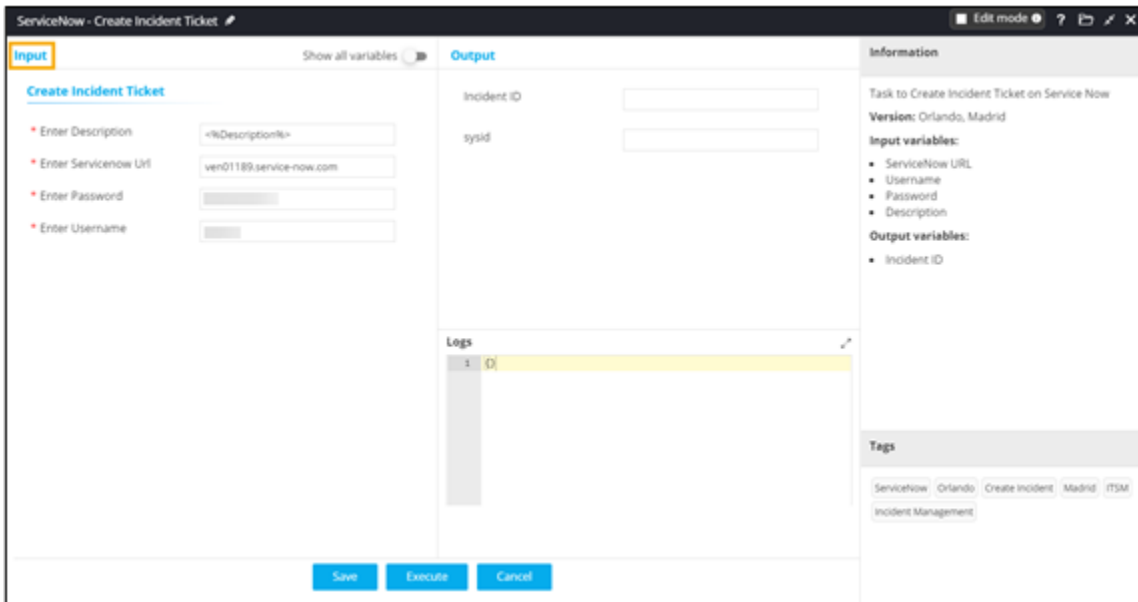 ServiceNow - Create Incident Ticket
Edit mode
Input
Show all variables
Create Incident Ticket
* Enter Description
<%Description%>
* Enter Servicenow Url
ven01189.service-now.com
* Enter Password
* Enter Username
Output
Incident ID
sysid
Logs
1 {}
Information
Task to Create Incident Ticket on Service Now
Version: Orlando, Madrid
Input variables:
ServiceNow URL
Username
Password
Description
Output variables:
Incident ID
Tags
ServiceNow Orlando Create Incident Madrid ITSM
Incident Management
Save Execute Cancel